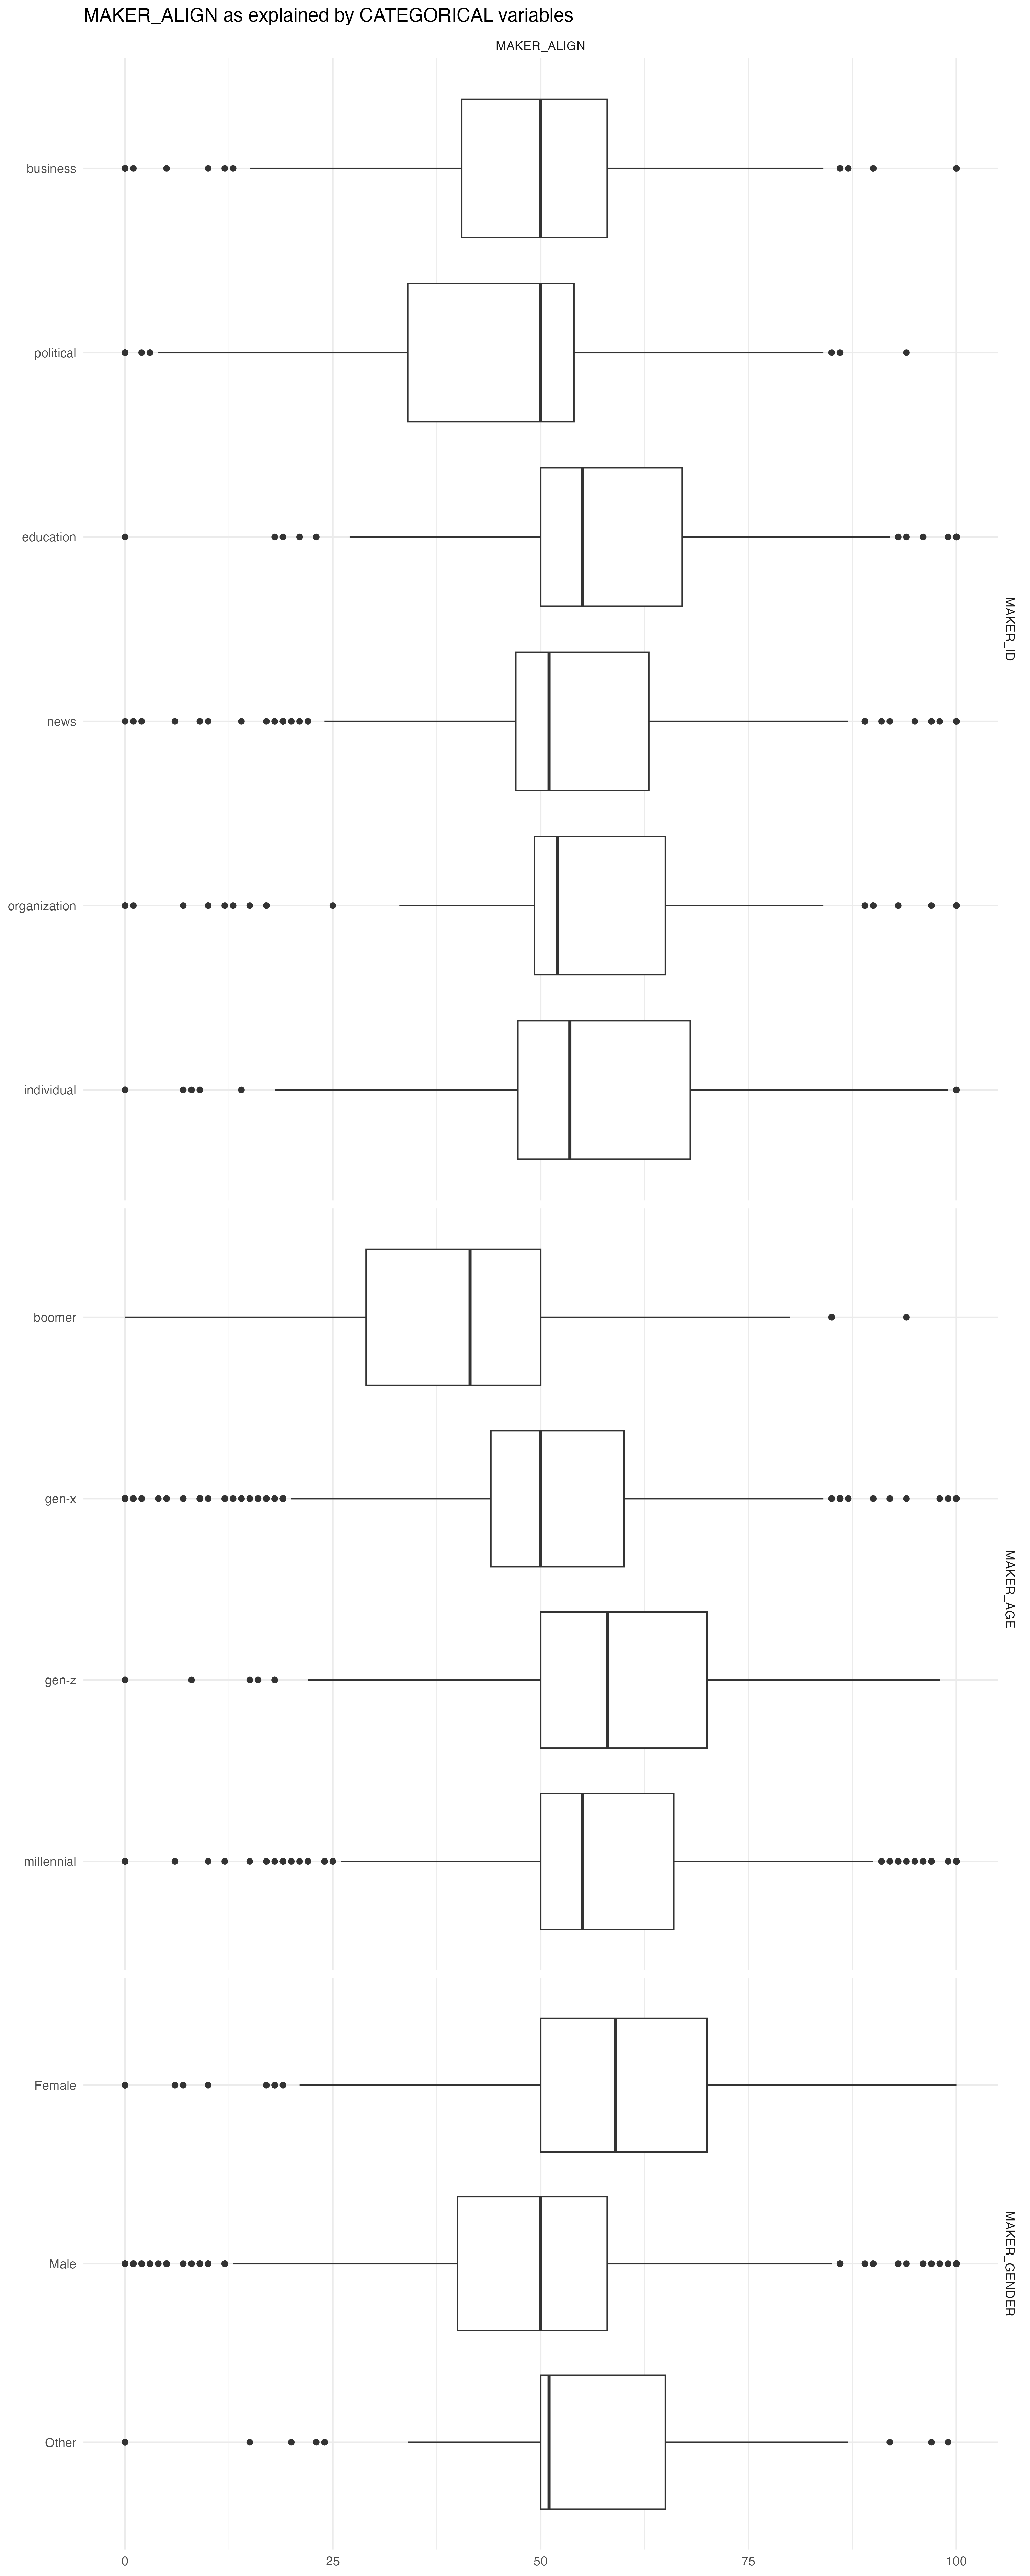 MAKER_ALIGN as explained by CATEGORICAL variables
MAKER_ALIGN
business
political
education
news
organization
individual
MAKER_ID
boomer
gen-x
gen-z
millennial
MAKER_AGE
Female
Male
Other
MAKER_GENDER
0 25 50 75 100